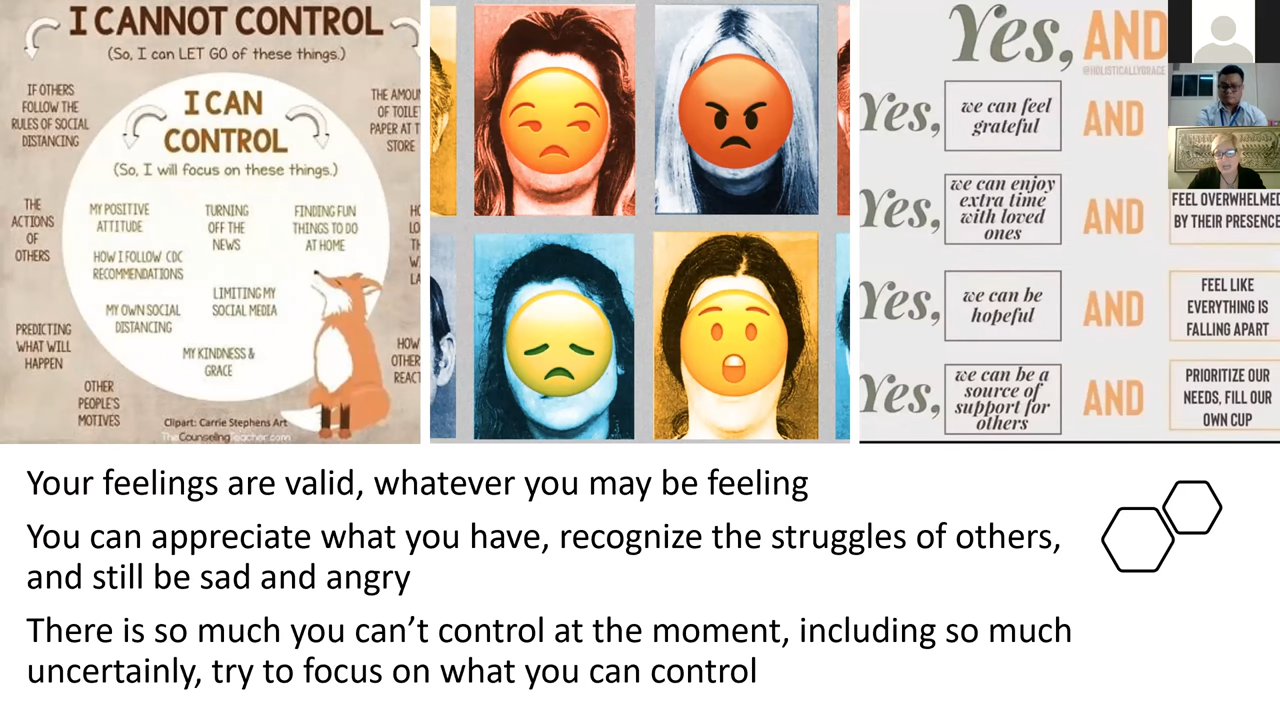 I CANNOT CONTROL
(So, I can LET GO of these things.)
IF OTHERS
FOLLOW THE
RULES OF SOCIAL
DISTANCING
THE
ACTIONS
OF
OTHERS
PREDICTING
WHAT WILL
HAPPEN
OTHER
PEOPLE'S
MOTIVES
I CAN
CONTROL
(So, I will focus on these things.)
MY POSITIVE
ATTITUDE
TURNING
OFF THE
NEWS
FINDING FUN
THINGS TO DO
AT HOME
HOW I FOLLOW CDC
RECOMMENDATIONS
LIMITING MY
SOCIAL MEDIA
MY OWN SOCIAL
DISTANCING
MY KINDNESS &
GRACE
THE AMOU
OF TOILE
PAPER AT T
STORE
HO
LO
TH
W
LA
HOW
OTHER
REACT
Clipart: Carrie Stephens Art
TheCounselingTeacher.com
Yes, AND
@HOLISTICALLYGRACE
Yes, we can feel
grateful
AND
Yes, we can enjoy
extra time
with loved
ones
AND
FEEL OVERWHELMED
BY THEIR PRESENCE
Yes, we can be
hopeful
AND
FEEL LIKE
EVERYTHING IS
FALLING APART
Yes, we can be a
source of
support for
others
AND
PRIORITIZE OUR
NEEDS, FILL OUR
OWN CUP
Your feelings are valid, whatever you may be feeling
You can appreciate what you have, recognize the struggles of others,
and still be sad and angry
There is so much you can't control at the moment, including so much
uncertainly, try to focus on what you can control